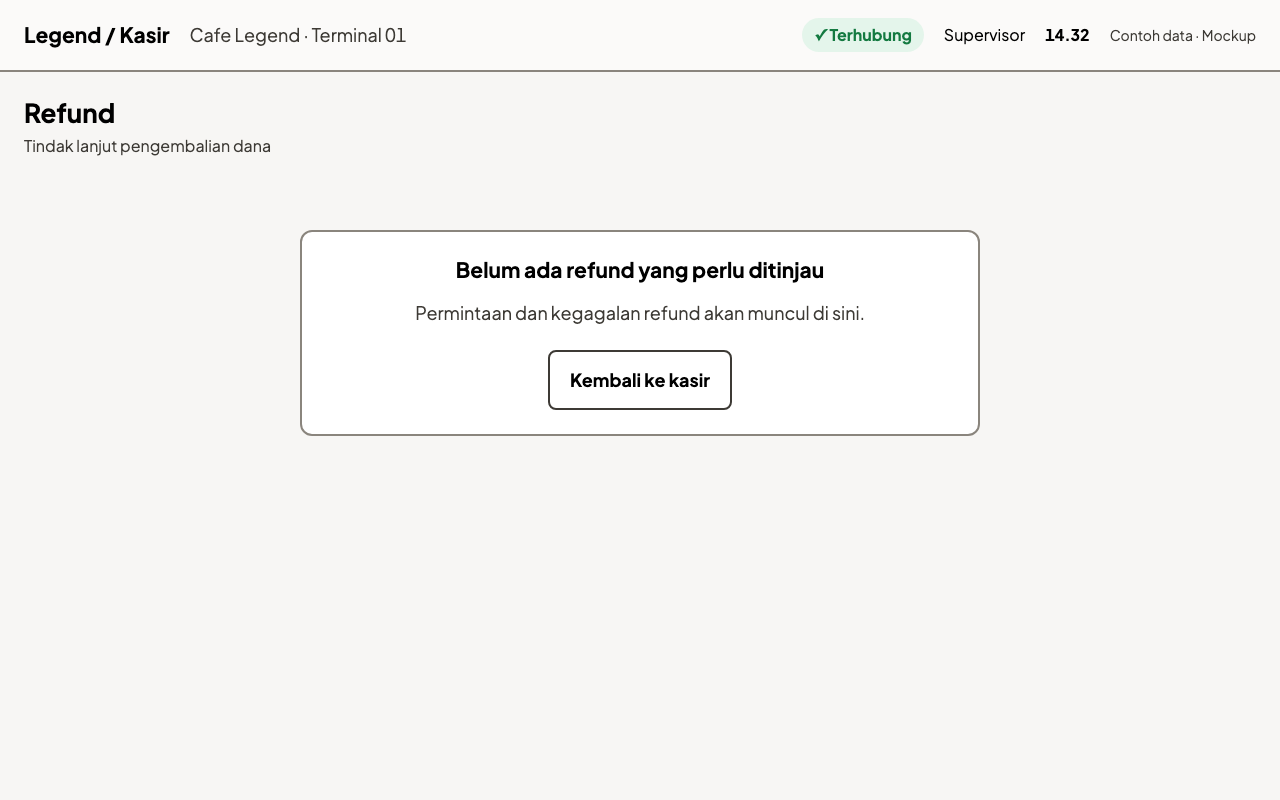 Legend / Kasir
Cafe Legend · Terminal 01
✓Terhubung
Supervisor
14.32
Contoh data · Mockup
Refund
Tindak lanjut pengembalian dana
Belum ada refund yang perlu ditinjau
Permintaan dan kegagalan refund akan muncul di sini.
Kembali ke kasir